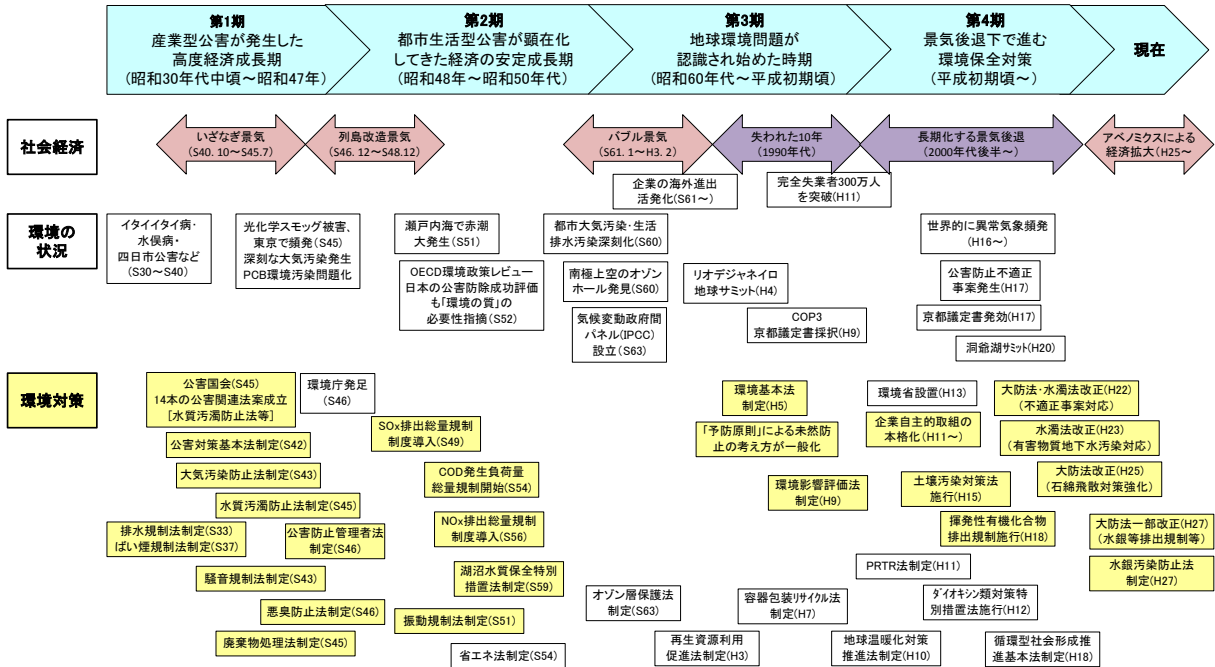 第1期
産業型公害が発生した
高度経済成長期
(昭和30年代中頃～昭和47年)
第2期
都市生活型公害が顕在化
してきた経済の安定成長期
(昭和48年～昭和50年代)
第3期
地球環境問題が
認識され始めた時期
(昭和60年代～平成初期頃)
第4期
景気後退下で進む
環境保全対策
(平成初期頃～)
現在
社会経済
いざなぎ景気
(S40. 10～S45.7)
列島改造景気
(S46. 12～S48.12)
バブル景気
(S61. 1～H3. 2)
失われた10年
(1990年代)
長期化する景気後退
(2000年代後半～)
アベノミクスによる
経済拡大(H25～
企業の海外進出
活発化(S61～)
完全失業者300万人
を突破(H11)
環境の
状況
イタイイタイ病・
水俣病・
四日市公害など
(S30～S40)
光化学スモッグ被害、
東京で頻発(S45)
深刻な大気汚染発生
PCB環境汚染問題化
瀬戸内海で赤潮
大発生(S51)
OECD環境政策レビュー
日本の公害防除成功評価
も「環境の質」の
必要性指摘(S52)
都市大気汚染・生活
排水汚染深刻化(S60)
南極上空のオゾン
ホール発見(S60)
気候変動政府間
パネル(IPCC)
設立(S63)
リオデジャネイロ
地球サミット(H4)
COP3
京都議定書採択(H9)
世界的に異常気象頻発
(H16～)
公害防止不適正
事案発生(H17)
京都議定書発効(H17)
洞爺湖サミット(H20)
環境対策
公害国会(S45)
14本の公害関連法案成立
[水質汚濁防止法等]
環境庁発足
(S46)
公害対策基本法制定(S42)
大気汚染防止法制定(S43)
水質汚濁防止法制定(S45)
排水規制法制定(S33)
ばい煙規制法制定(S37)
公害防止管理者法
制定(S46)
騒音規制法制定(S43)
悪臭防止法制定(S46)
廃棄物処理法制定(S45)
SOx排出総量規制
制度導入(S49)
COD発生負荷量
総量規制開始(S54)
NOx排出総量規制
制度導入(S56)
湖沼水質保全特別
措置法制定(S59)
振動規制法制定(S51)
省エネ法制定(S54)
オゾン層保護法
制定(S63)
再生資源利用
促進法制定(H3)
環境基本法
制定(H5)
「予防原則」による未然防
止の考え方が一般化
環境影響評価法
制定(H9)
容器包装リサイクル法
制定(H7)
地球温暖化対策
推進法制定(H10)
環境省設置(H13)
企業自主的取組の
本格化(H11～)
土壌汚染対策法
施行(H15)
揮発性有機化合物
排出規制施行(H18)
PRTR法制定(H11)
ダイオキシン類対策特
別措置法施行(H12)
循環型社会形成推
進基本法制定(H18)
大防法・水濁法改正(H22)
(不適正事案対応)
水濁法改正(H23)
(有害物質地下水汚染対応)
大防法改正(H25)
(石綿飛散対策強化)
大防法一部改正(H27)
(水銀等排出規制等)
水銀汚染防止法
制定(H27)